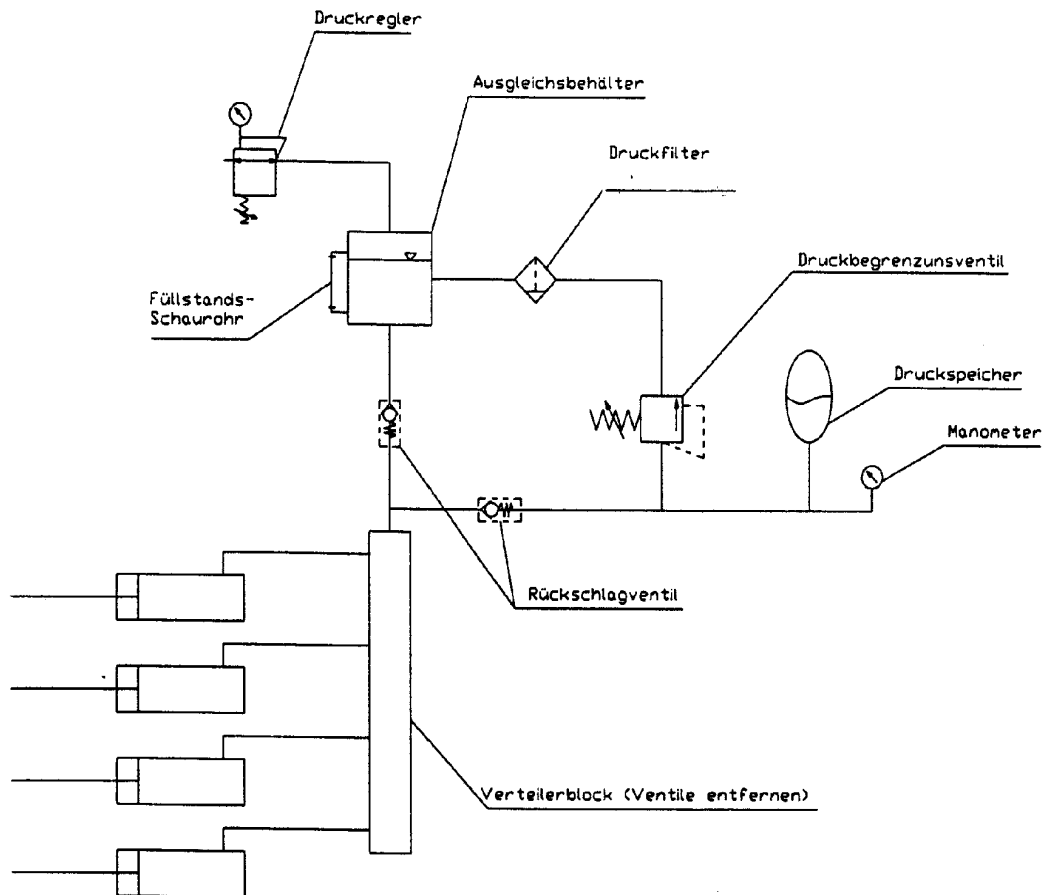 Druckregler
Ausgleichsbehälter
Druckfilter
Druckbegrenzunsventil
Füllstands-
Schaurohr
Druckspeicher
Manometer
Rückschlagventil
Verteilerblock (Ventile entfernen)